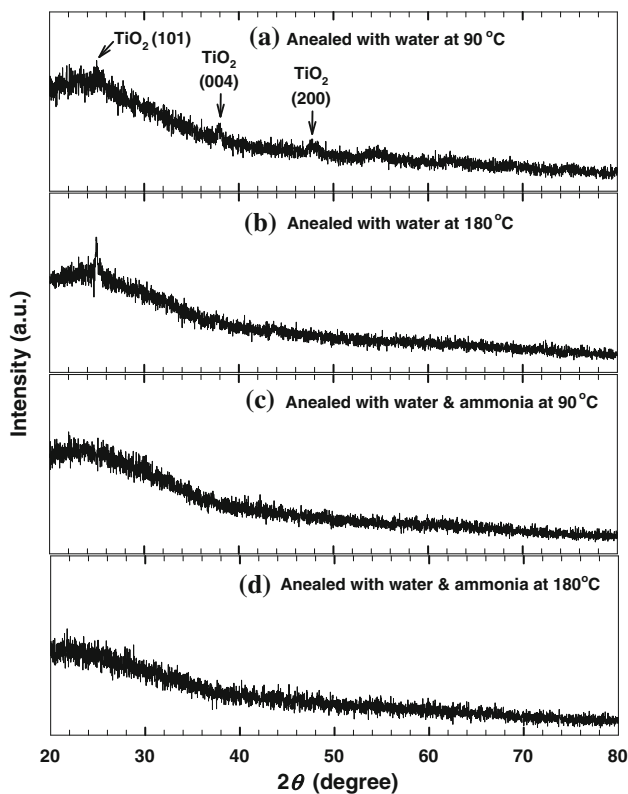 TiO2 (101)
(a) Anealed with water at 90 °C
TiO2
(004)
TiO2
(200)
(b) Anealed with water at 180 °C
(c) Anealed with water & ammonia at 90 °C
(d) Anealed with water & ammonia at 180°C
Intensity (a.u.)
20 30 40 50 60 70 80
2θ (degree)